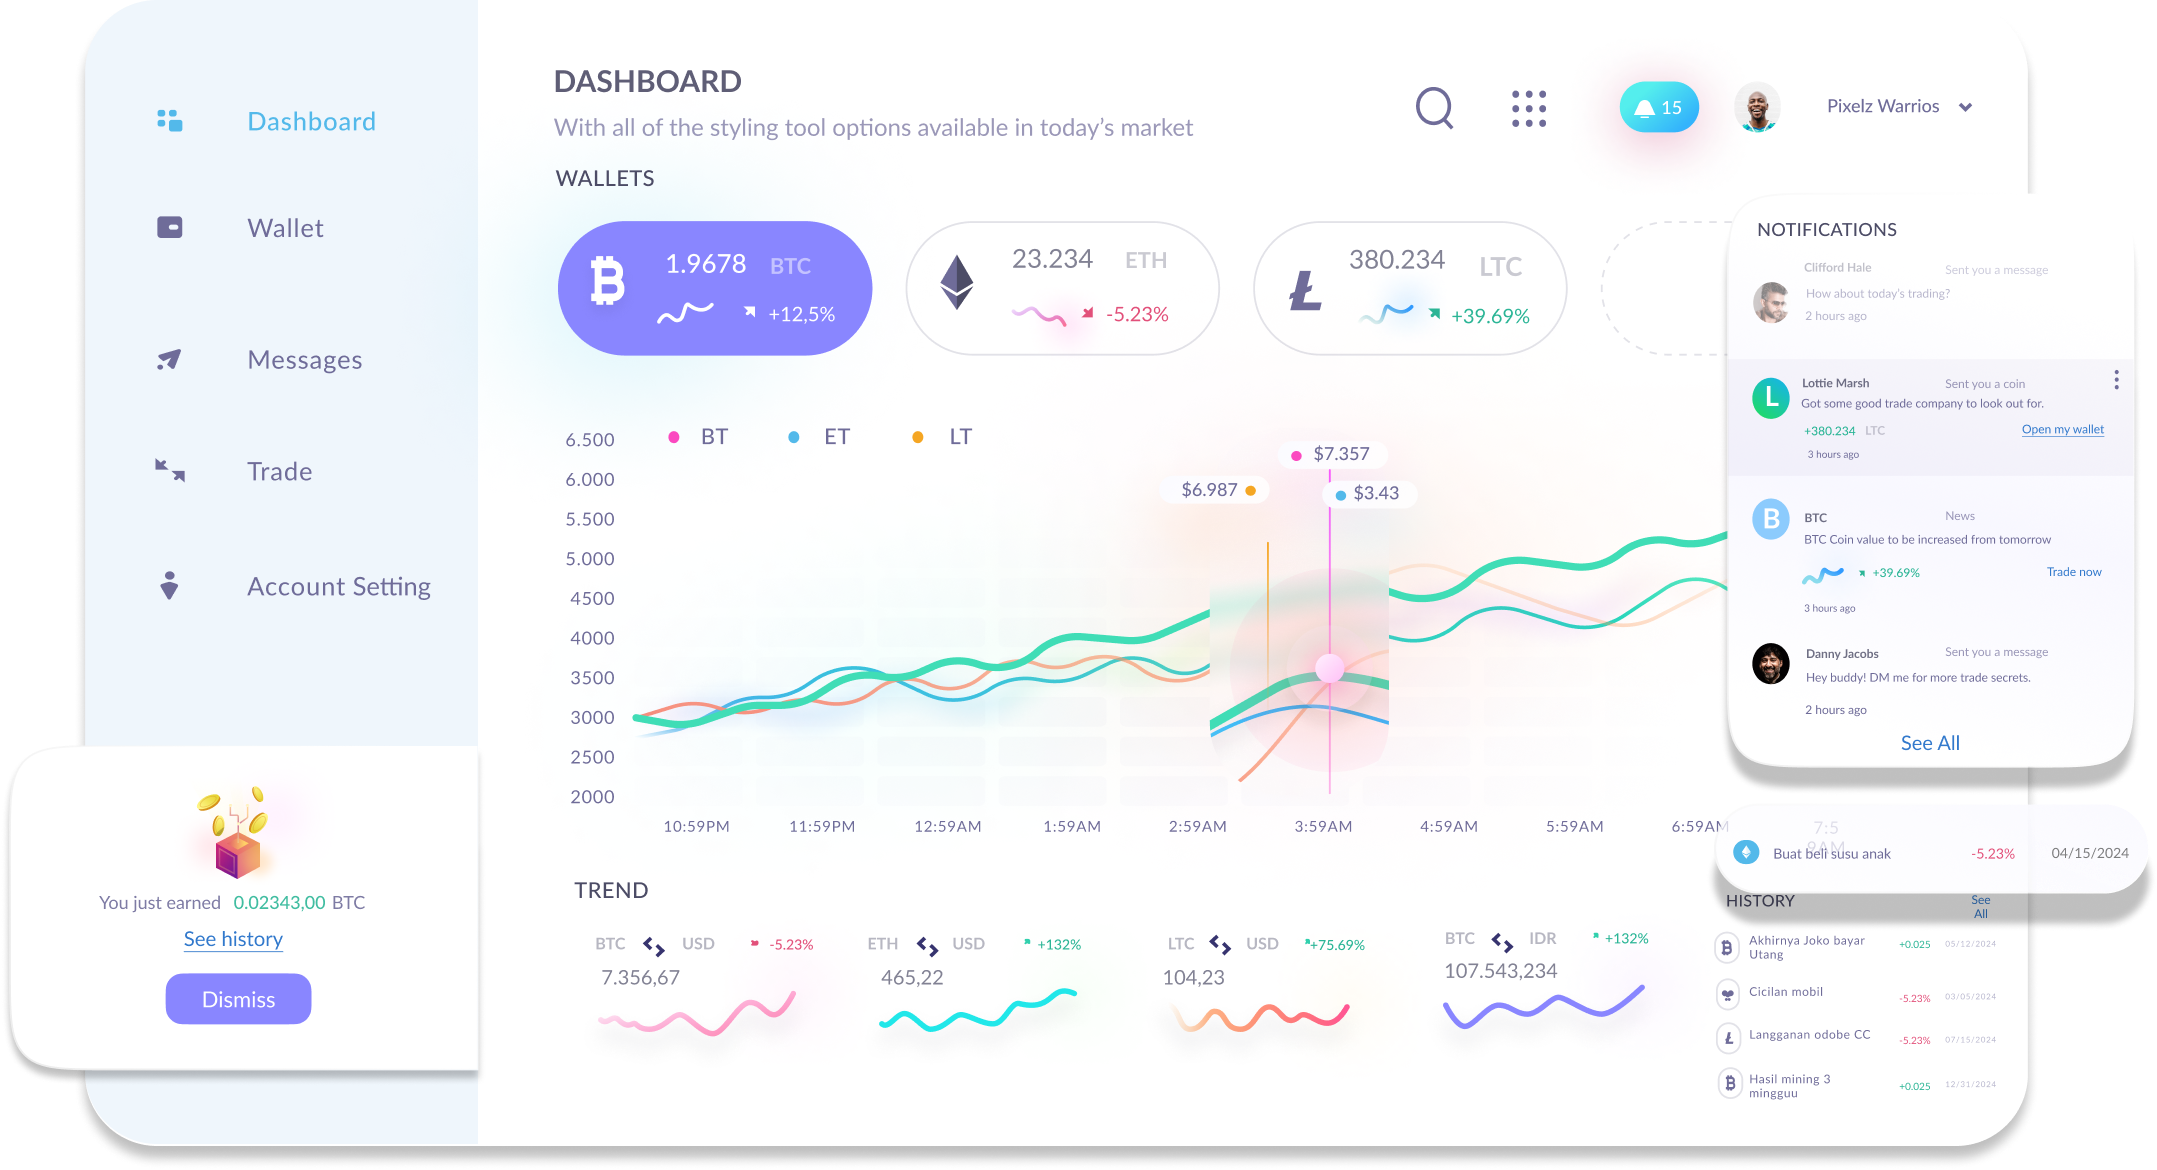 Dashboard
Wallet
Messages
Trade
Account Setting
You just earned 0.02343,00 BTC
See history
Dismiss
DASHBOARD
With all of the styling tool options available in today's market
15
Pixelz Warrios
WALLETS
1.9678 BTC
+12,5%
23.234 ETH
-5.23%
380.234 LTC
+39.69%
BT ET LT
6.500
6.000
5.500
5.000
4500
4000
3500
3000
2500
2000
$7.357
$6.987
$3.43
10:59PM 11:59PM 12:59AM 1:59AM 2:59AM 3:59AM 4:59AM 5:59AM 6:59AM 7:5
9AM
TREND
BTC USD -5.23%
7.356,67
ETH USD +132%
465,22
LTC USD +75.69%
104,23
BTC IDR +132%
107.543,234
NOTIFICATIONS
Clifford Hale Sent you a message
How about today's trading?
2 hours ago
L
Lottie Marsh Sent you a coin
Got some good trade company to look out for.
+380.234 LTC Open my wallet
3 hours ago
B
BTC News
BTC Coin value to be increased from tomorrow
+39.69% Trade now
3 hours ago
Danny Jacobs Sent you a message
Hey buddy! DM me for more trade secrets.
2 hours ago
See All
Buat beli susu anak -5.23% 04/15/2024
HISTORY See
All
Akhirnya Joko bayar +0.025 05/12/2024
Utang
Cicilan mobil -5.23% 03/05/2024
Langganan odobe CC -5.23% 07/15/2024
Hasil mining 3 +0.025 12/31/2024
mingguu